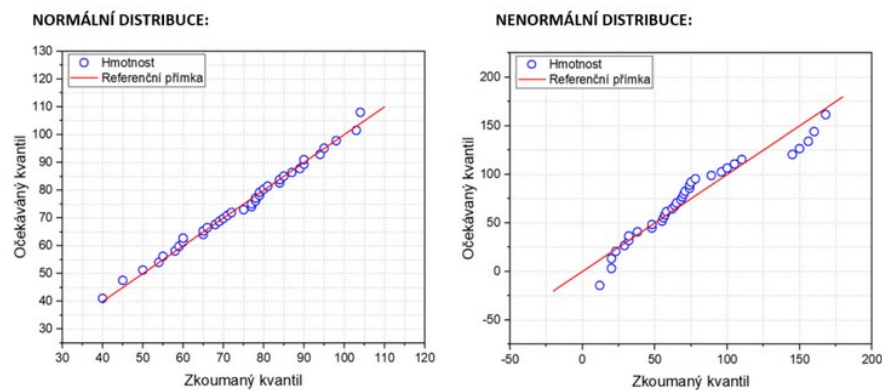 NORMÁLNÍ DISTRIBUCE:
130
120
110
100
90
80
70
60
50
40
30
Očekáváný kvantil
Hmotnost
Referenční přímka
30 40 50 60 70 80 90 100 110 120
Zkoumaný kvantil
NENORMÁLNÍ DISTRIBUCE:
200
150
100
50
0
-50
Očekávaný kvantil
Hmotnost
Referenční přímka
-50 0 50 100 150 200
Zkoumaný kvantil